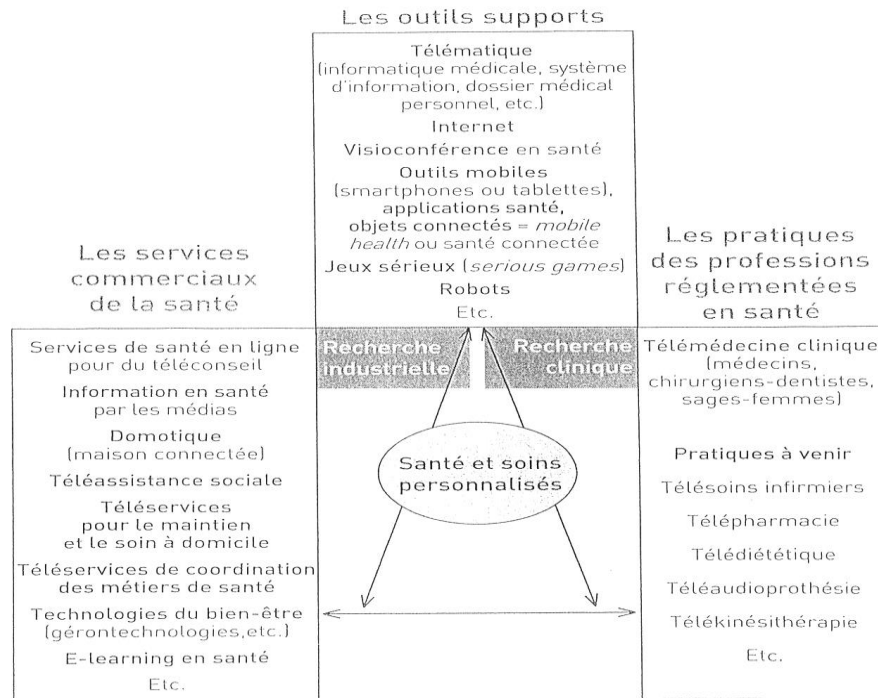 Les outils supports
Télématique
(informatique médicale, système
d'information, dossier médical
personnel, etc.)
Internet
Visioconférence en santé
Outils mobiles
(smartphones ou tablettes),
applications santé,
objets connectés = mobile
health ou santé connectée
Jeux sérieux (serious games)
Robots
Etc.
Les services
commerciaux
de la santé
Services de santé en ligne
pour du téléconseil
Information en santé
par les médias
Domotique
(maison connectée)
Téléassistance sociale
Téléservices
pour le maintien
et le soin à domicile
Téléservices de coordination
des métiers de santé
Technologies du bien-être
(gérontechnologies,etc.)
E-learning en santé
Etc.
Recherche
industrielle
Recherche
clinique
Santé et soins
personnalisés
Les pratiques
des professions
réglementées
en santé
Télémédecine clinique
(médecins,
chirurgiens-dentistes,
sages-femmes)
Pratiques à venir
Télésoins infirmiers
Télépharmacie
Télédiététique
Téléaudioprothésie
Télékinésithérapie
Etc.